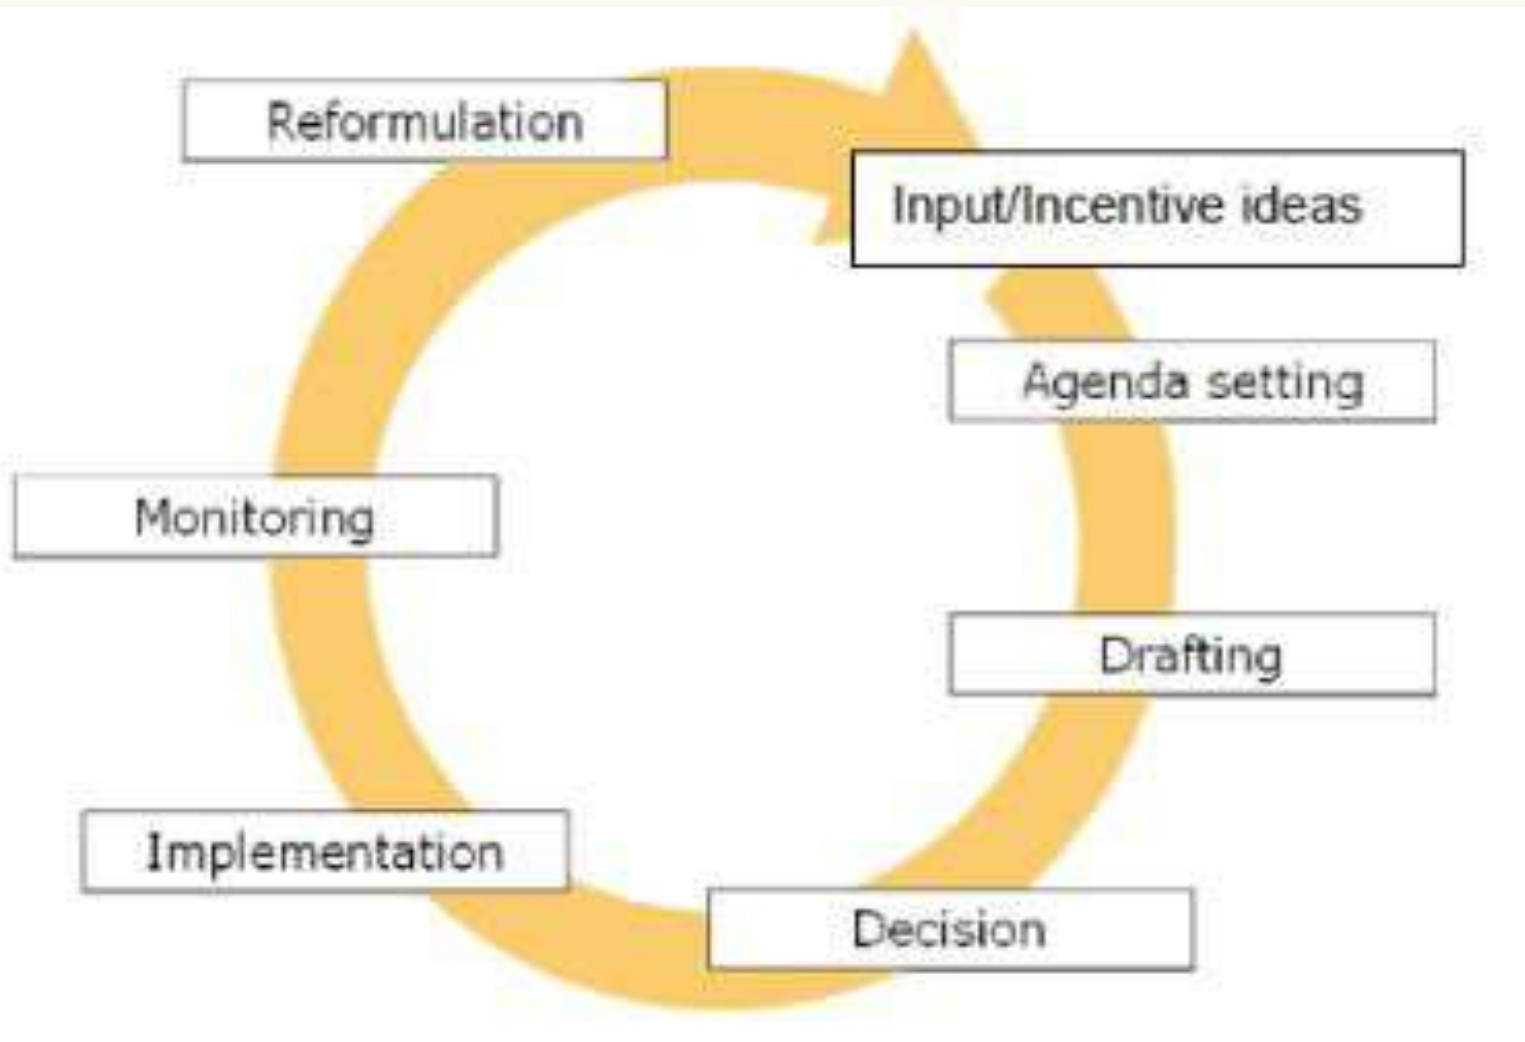 Reformulation
Input/Incentive ideas
Agenda setting
Monitoring
Drafting
Implementation
Decision